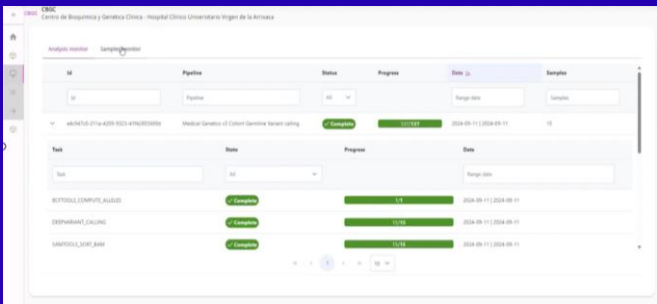 CBGC CBGC
Centro de Bioquímica y Genética Clínica - Hospital Clínico Universitario Virgen de la Arrixaca
Analysis monitor Samples monitor
Id Pipeline Status Progress Date Samples
Id Pipeline All Range date Samples
Medical Genetics v3 Cohort Germline Variant calling Complete 2024-09-11 | 2024-09-11
Task State Progress Date
Task All Range date
BCFTOOLS_COMPUTE_ALLELES Complete 1/1 2024-09-11 | 2024-09-11
DEEPVARIANT_CALLING Complete 2024-09-11 | 2024-09-11
SAMTOOLS_SORT_BAM Complete 2024-09-11 | 2024-09-11
« ‹ 1 › » 10